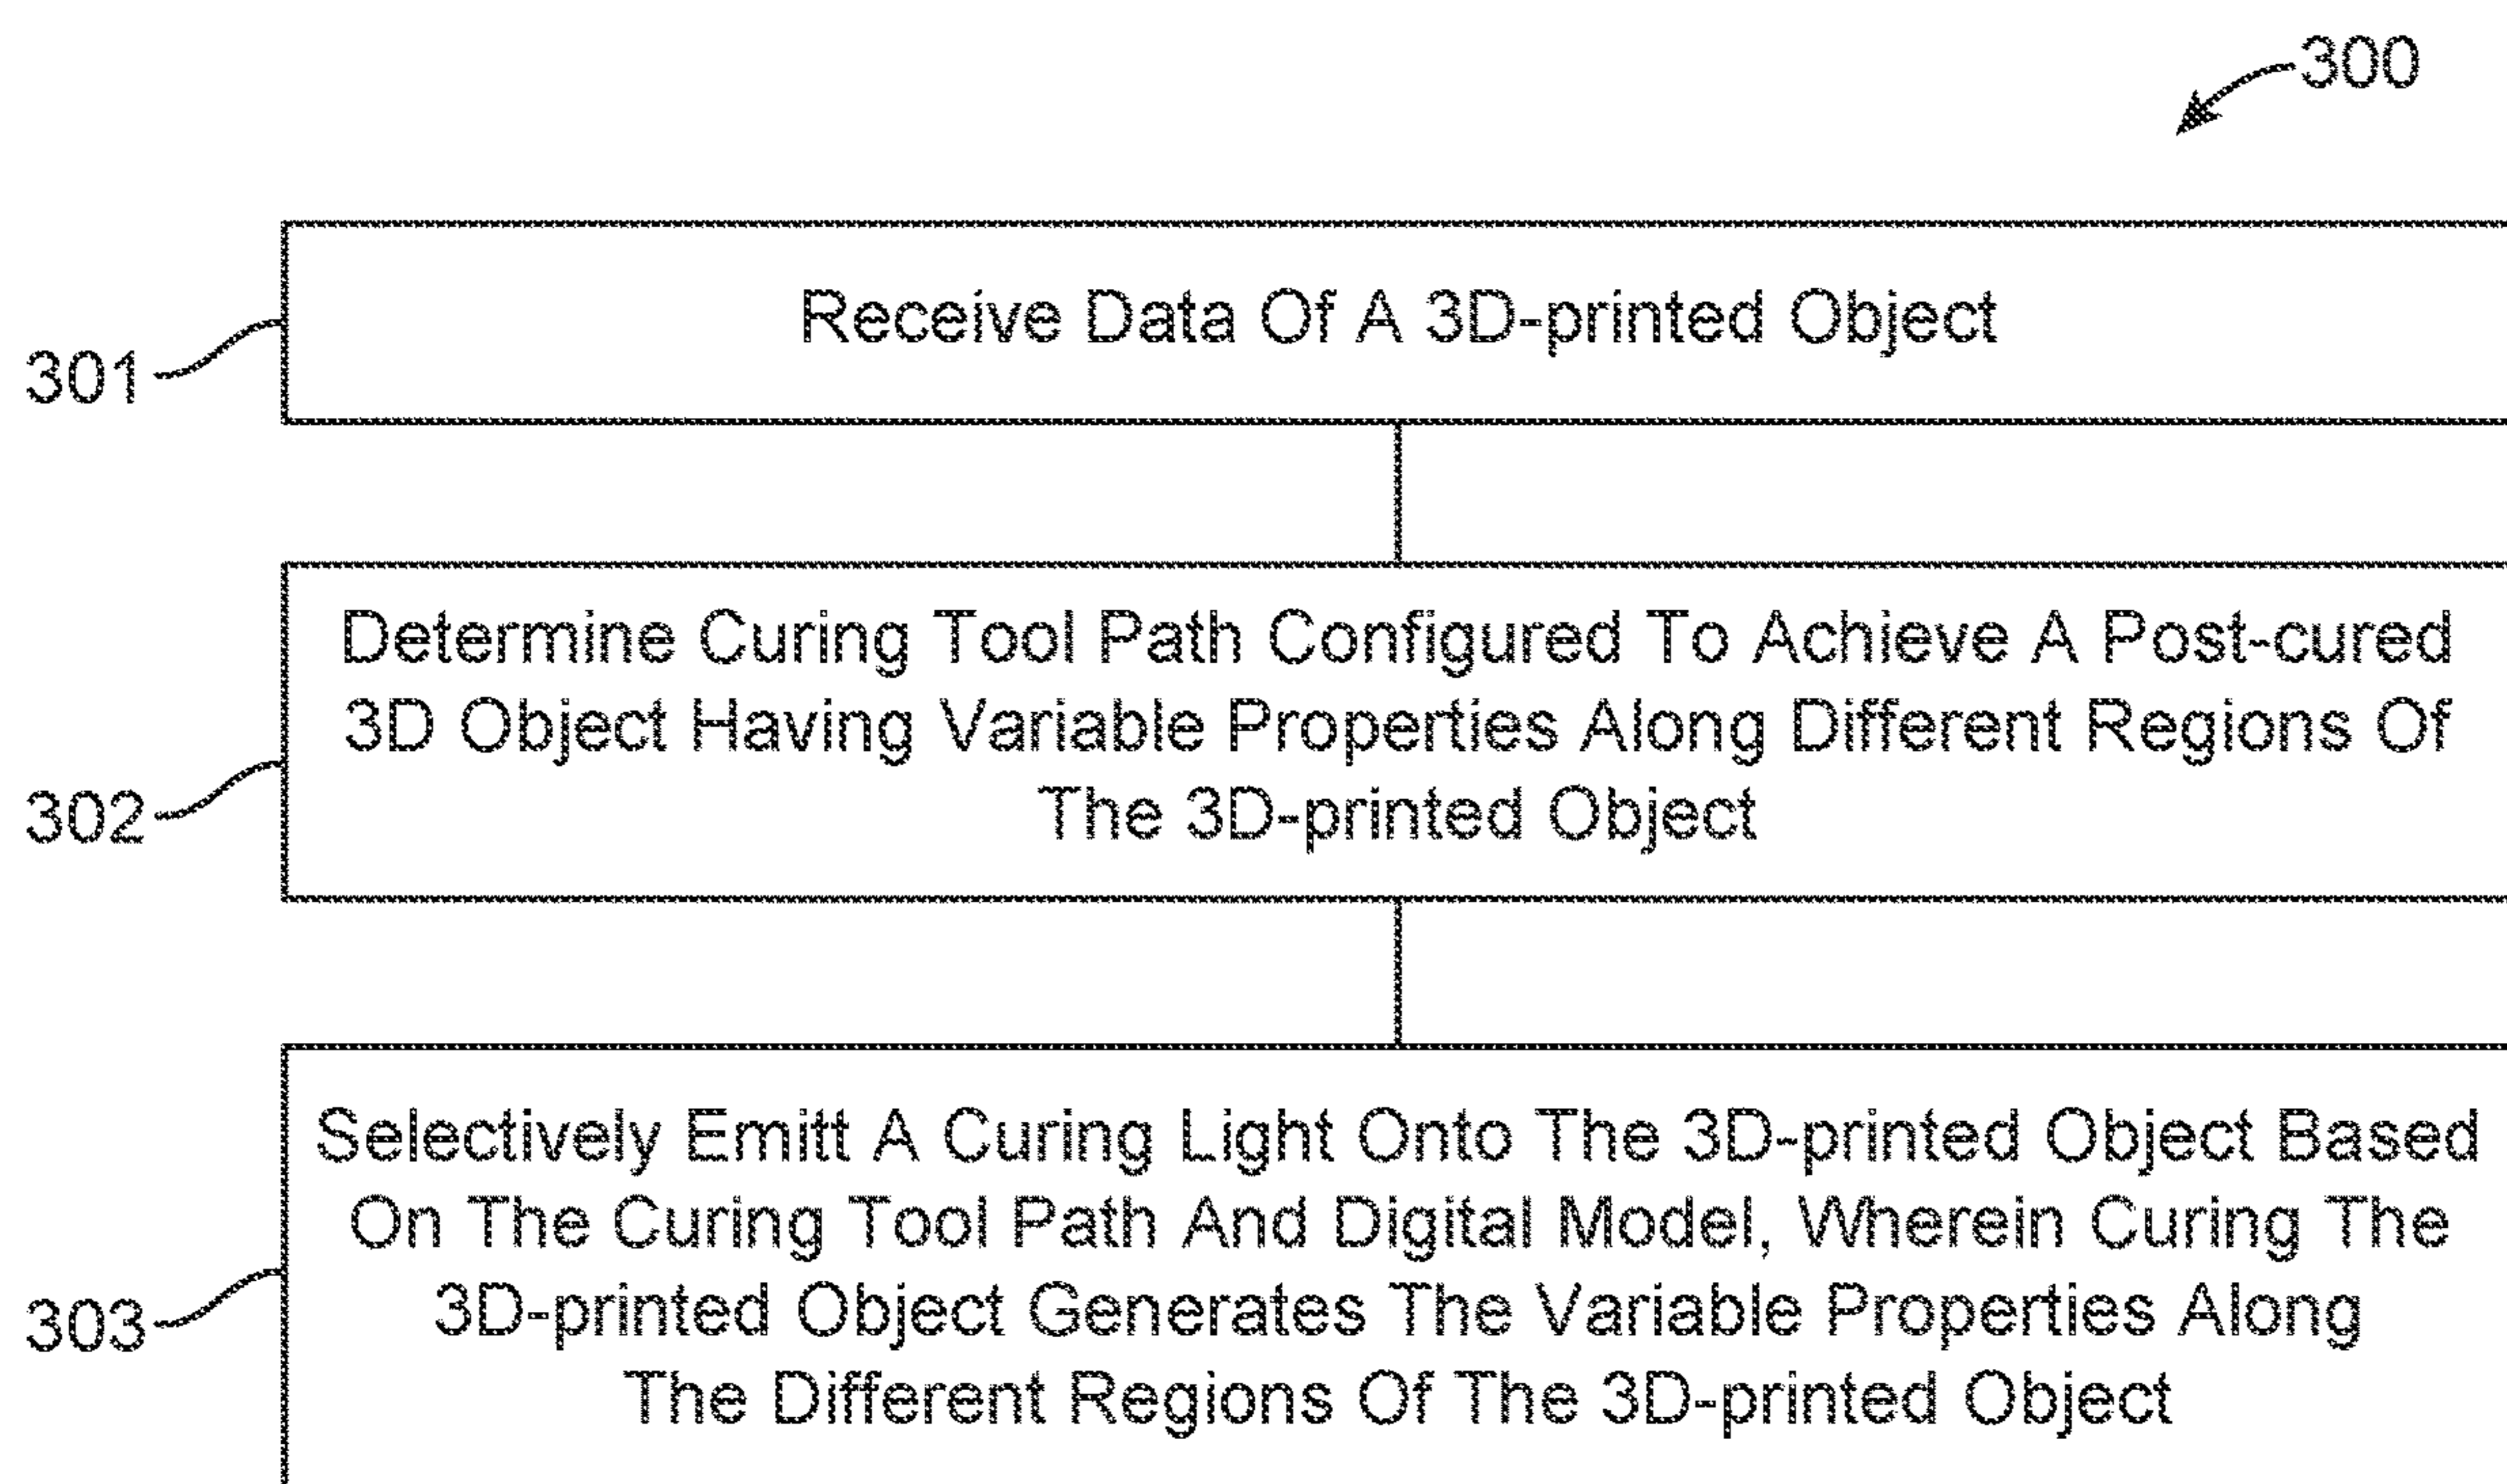 300
Receive Data Of A 3D-printed Object
301
Determine Curing Tool Path Configured To Achieve A Post-cured
3D Object Having Variable Properties Along Different Regions Of
The 3D-printed Object
302
Selectively Emitt A Curing Light Onto The 3D-printed Object Based
On The Curing Tool Path And Digital Model, Wherein Curing The
3D-printed Object Generates The Variable Properties Along
The Different Regions Of The 3D-printed Object
303